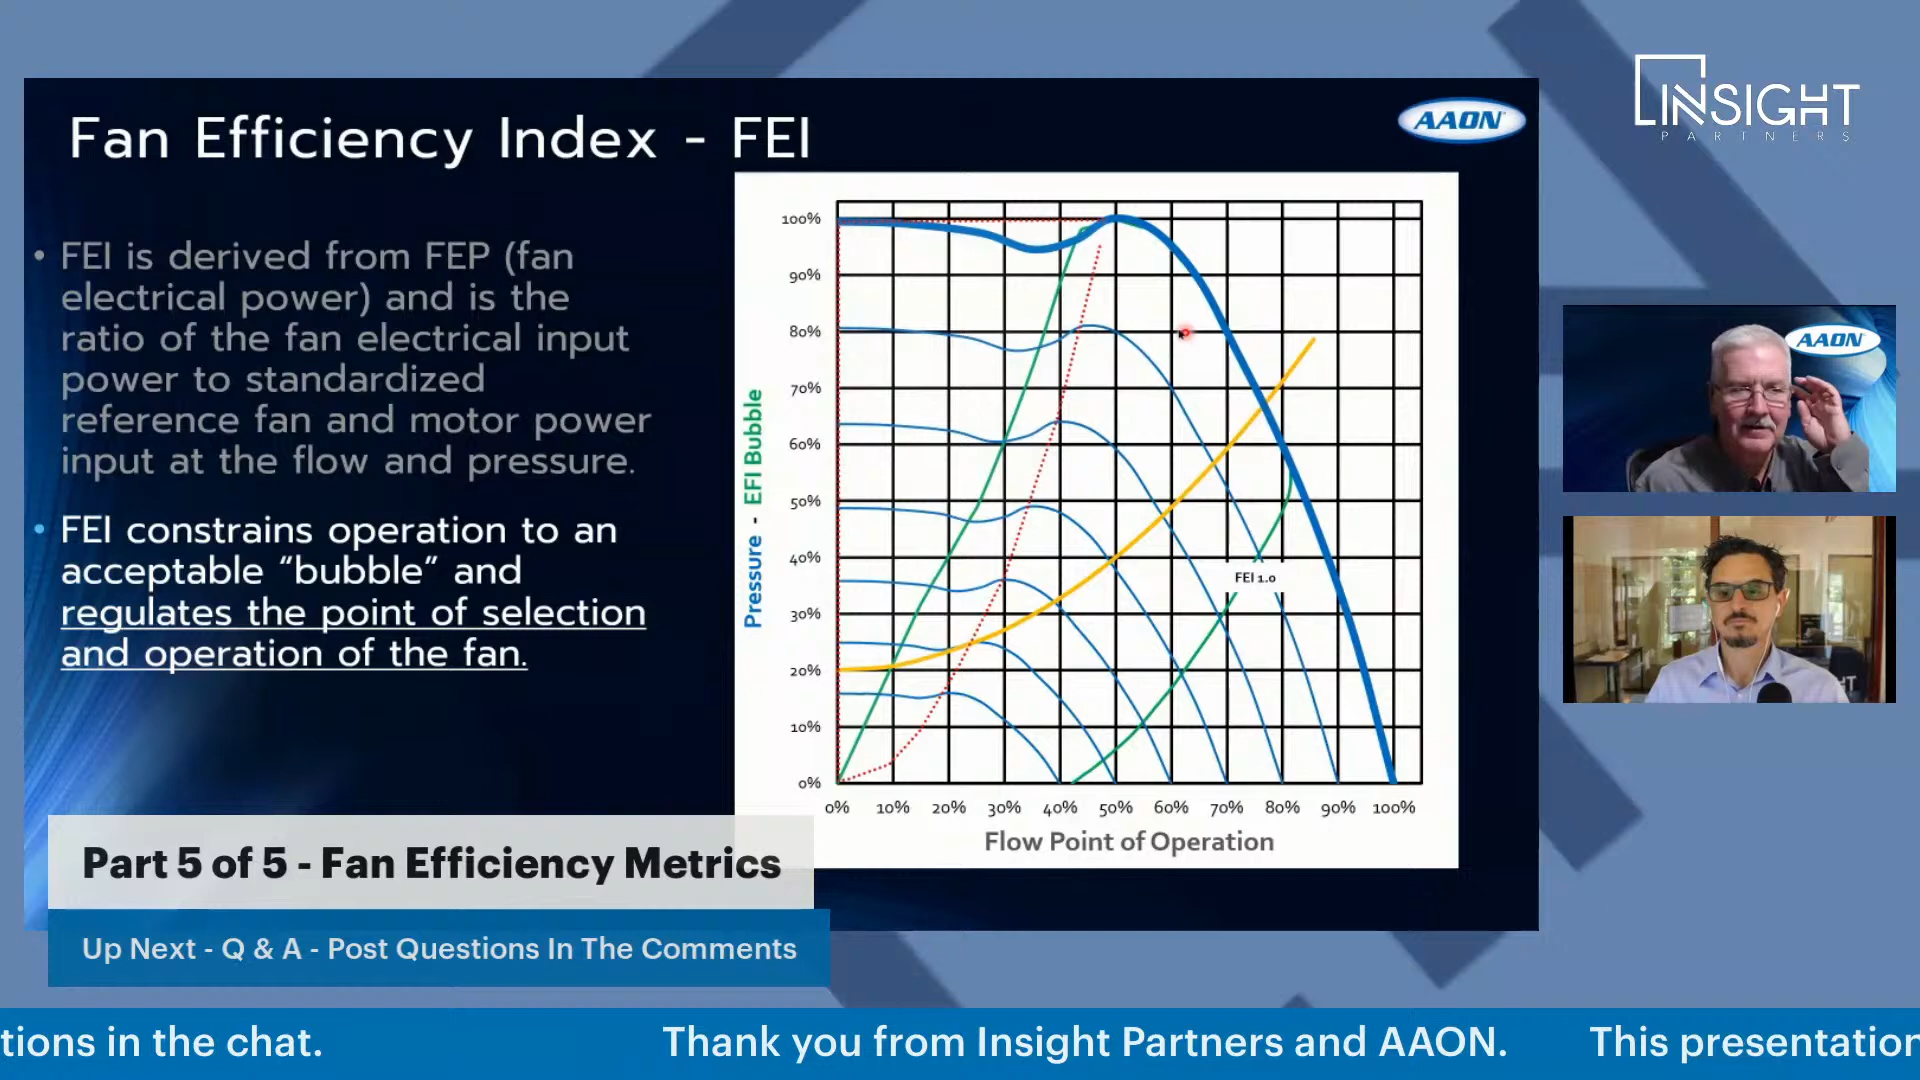 INSIGHT
PARTNERS
Fan Efficiency Index - FEI
AAON
• FEI is derived from FEP (fan
electrical power) and is the
ratio of the fan electrical input
power to standardized
reference fan and motor power
input at the flow and pressure.
• FEI constrains operation to an
acceptable “bubble” and
regulates the point of selection
and operation of the fan.
Pressure - EFI Bubble
100%
90%
80%
70%
60%
50%
40%
30%
20%
10%
0%
FEI 1.0
0% 10% 20% 30% 40% 50% 60% 70% 80% 90% 100%
Flow Point of Operation
AAON
Part 5 of 5 - Fan Efficiency Metrics
Up Next - Q & A - Post Questions In The Comments
tions in the chat. Thank you from Insight Partners and AAON. This presentation